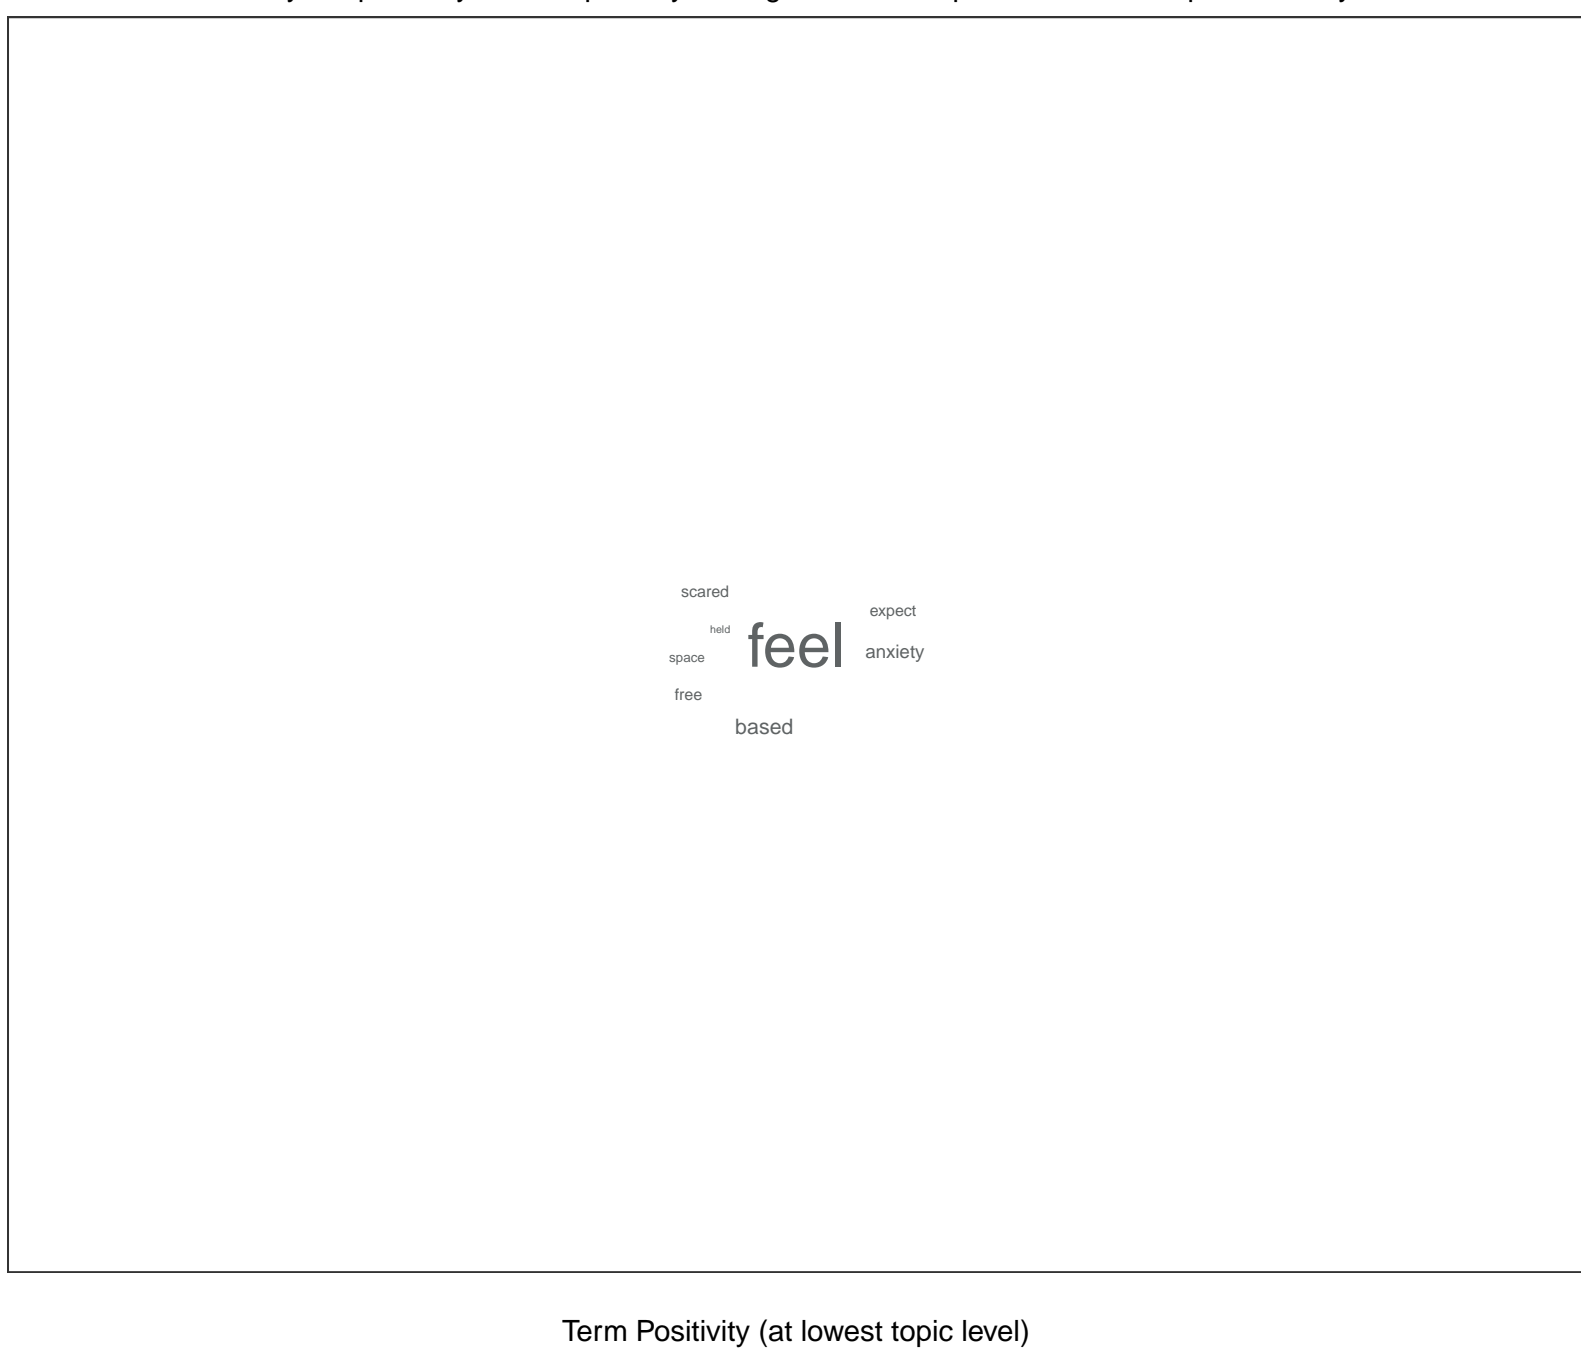 scared
expect
held
feel
anxiety
space
free
based
Term Positivity (at lowest topic level)